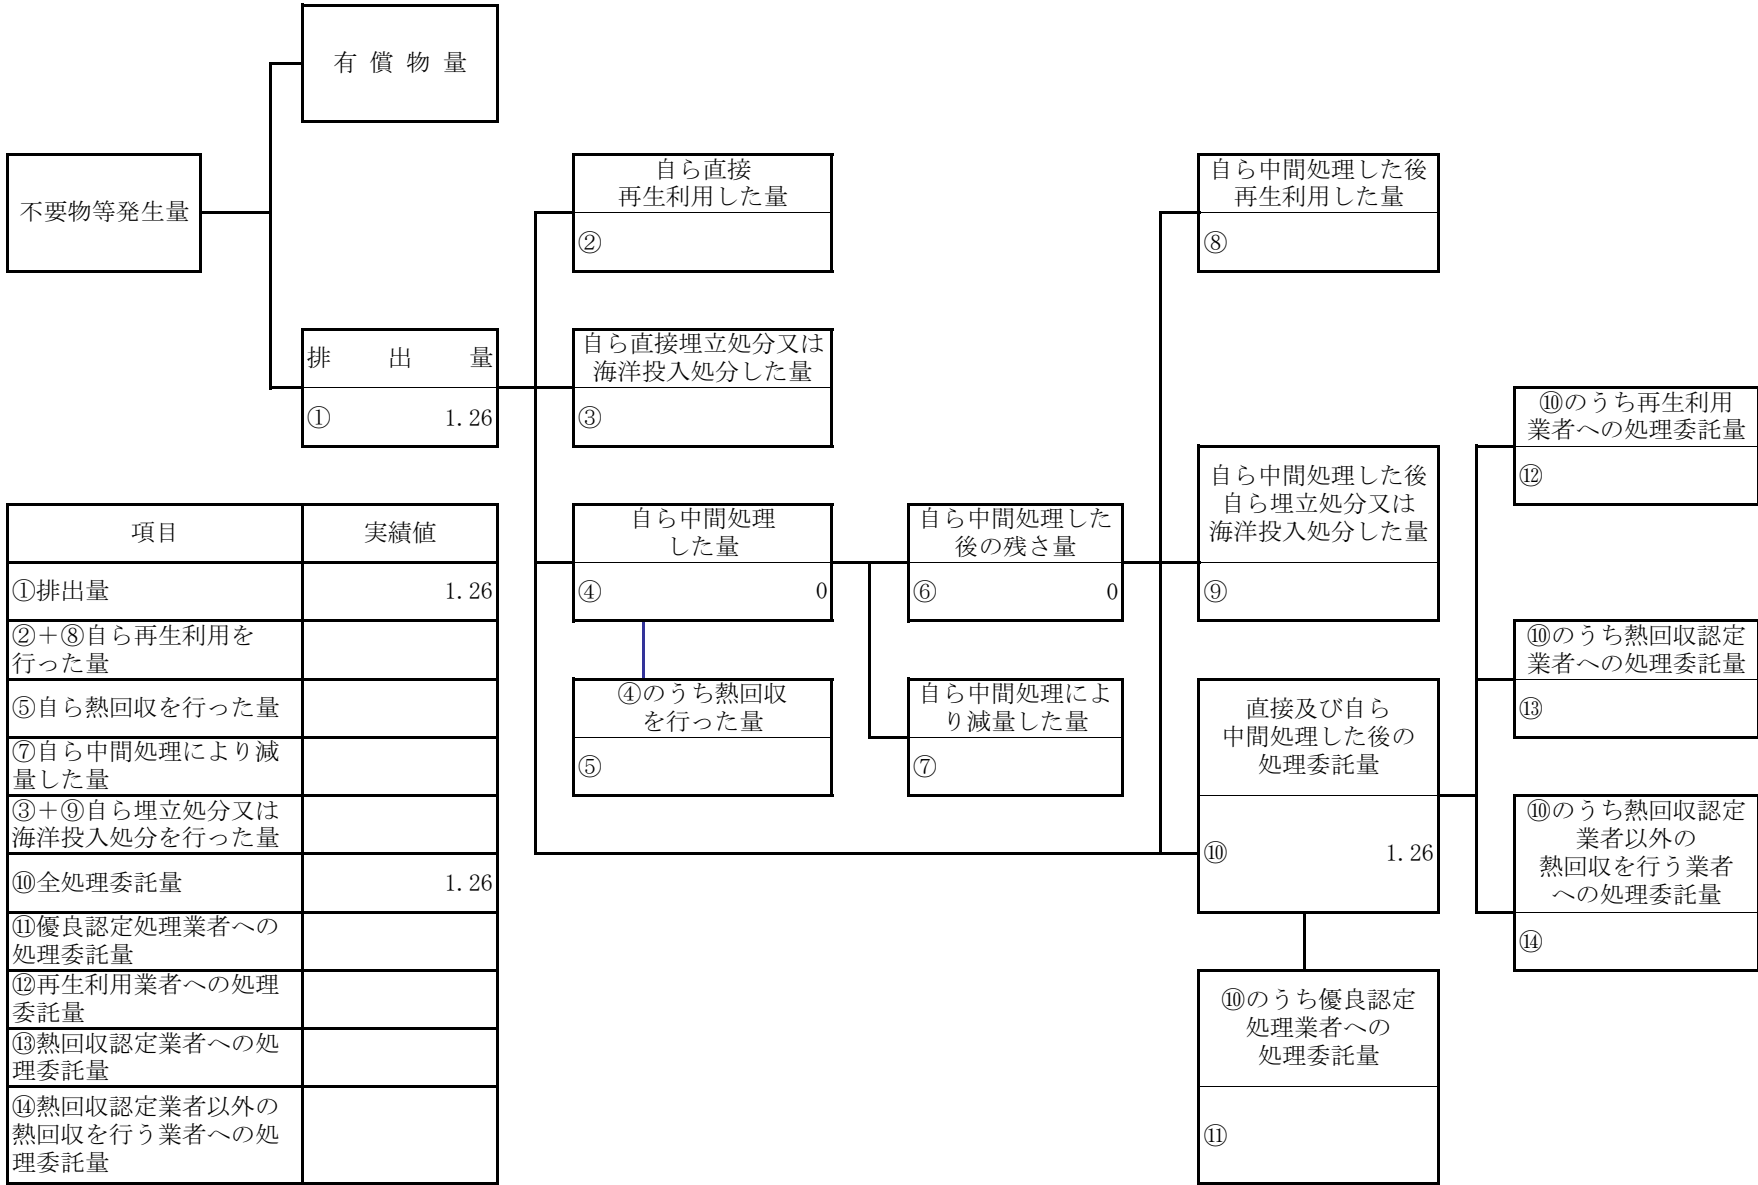 有償物量
不要物等発生量
自ら直接
再生利用した量
②
自ら中間処理した後
再生利用した量
⑧
排出量
① 1.26
自ら直接埋立処分又は
海洋投入処分した量
③
⑩のうち再生利用
業者への処理委託量
⑫
自ら中間処理した後
自ら埋立処分又は
海洋投入処分した量
⑨
自ら中間処理
した量
④ 0
自ら中間処理した
後の残さ量
⑥ 0
⑩のうち熱回収認定
業者への処理委託量
⑬
④のうち熱回収
を行った量
⑤
自ら中間処理によ
り減量した量
⑦
直接及び自ら
中間処理した後の
処理委託量
⑩ 1.26
⑩のうち熱回収認定
業者以外の
熱回収を行う業者
への処理委託量
⑭
⑩のうち優良認定
処理業者への
処理委託量
⑪
項目 実績値
①排出量 1.26
②＋⑧自ら再生利用を
行った量
⑤自ら熱回収を行った量
⑦自ら中間処理により減
量した量
③＋⑨自ら埋立処分又は
海洋投入処分を行った量
⑩全処理委託量 1.26
⑪優良認定処理業者への
処理委託量
⑫再生利用業者への処理
委託量
⑬熱回収認定業者への処
理委託量
⑭熱回収認定業者以外の
熱回収を行う業者への処
理委託量